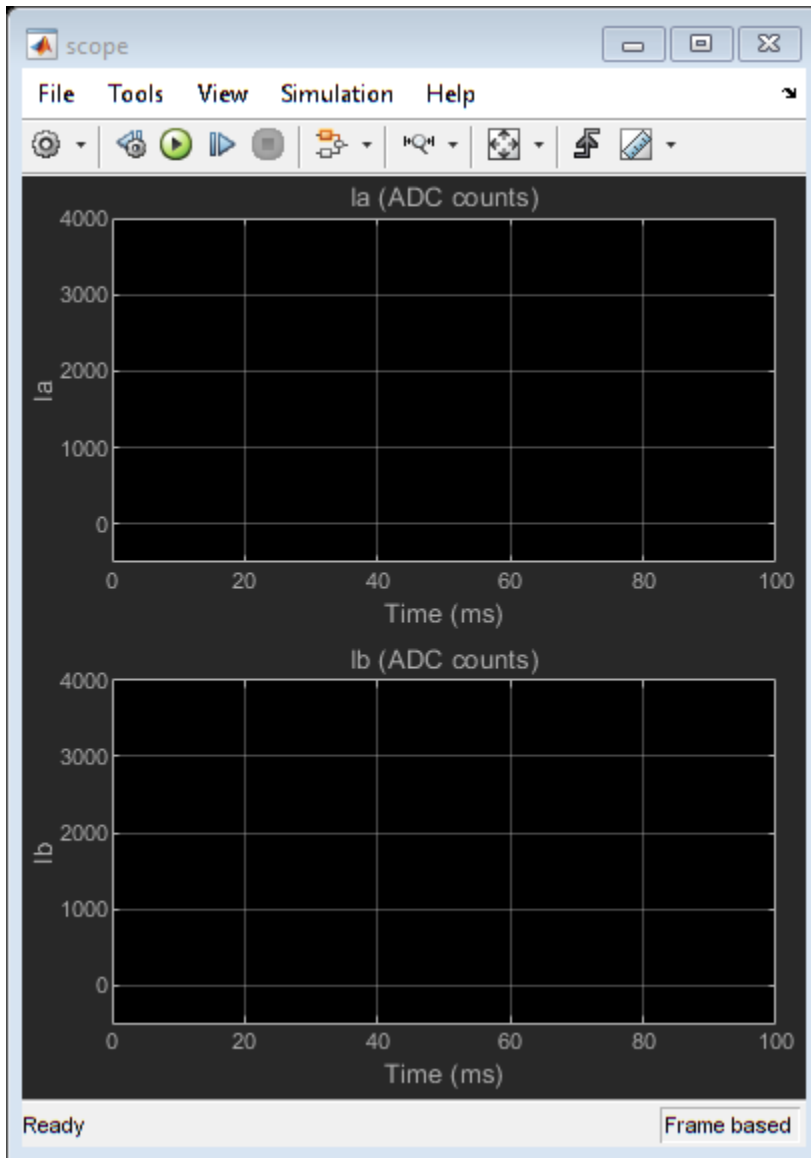 scope
File Tools View Simulation Help
Ia (ADC counts)
4000
3000
2000
1000
0
Ia
0 20 40 60 80 100
Time (ms)
Ib (ADC counts)
4000
3000
2000
1000
0
Ib
0 20 40 60 80 100
Time (ms)
Ready Frame based